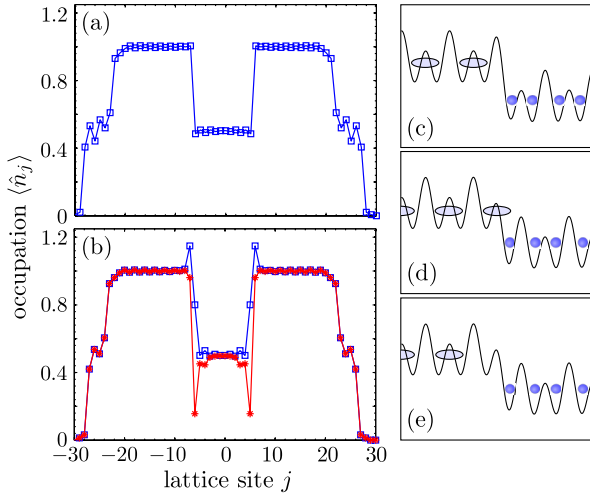 1.2
(a)
0.8
0.4
0
occupation ⟨n̂ⱼ⟩
(b)
1.2
0.8
0.4
0
−30 −20 −10 0 10 20 30
lattice site j
(c)
(d)
(e)